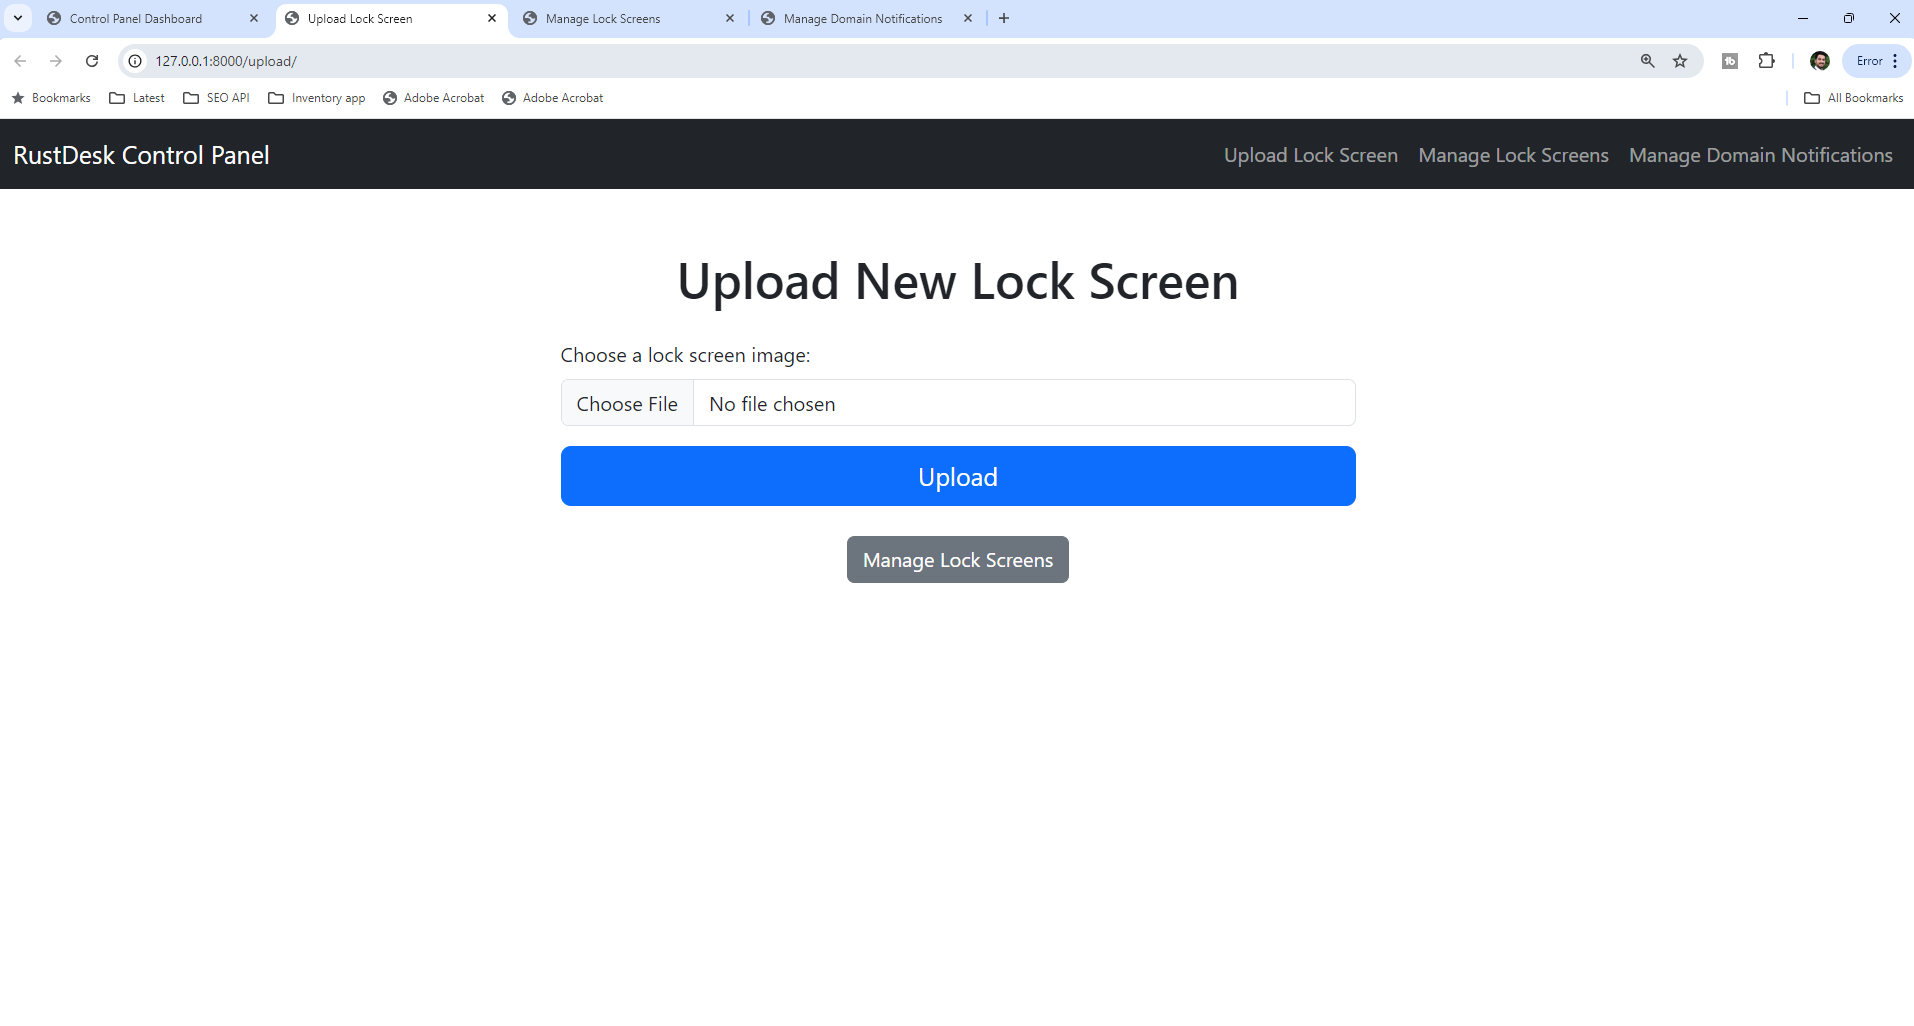 Control Panel Dashboard
Upload Lock Screen
Manage Lock Screens
Manage Domain Notifications
127.0.0.1:8000/upload/
Error
Bookmarks
Latest
SEO API
Inventory app
Adobe Acrobat
Adobe Acrobat
All Bookmarks
RustDesk Control Panel
Upload Lock Screen
Manage Lock Screens
Manage Domain Notifications
Upload New Lock Screen
Choose a lock screen image:
Choose File
No file chosen
Upload
Manage Lock Screens